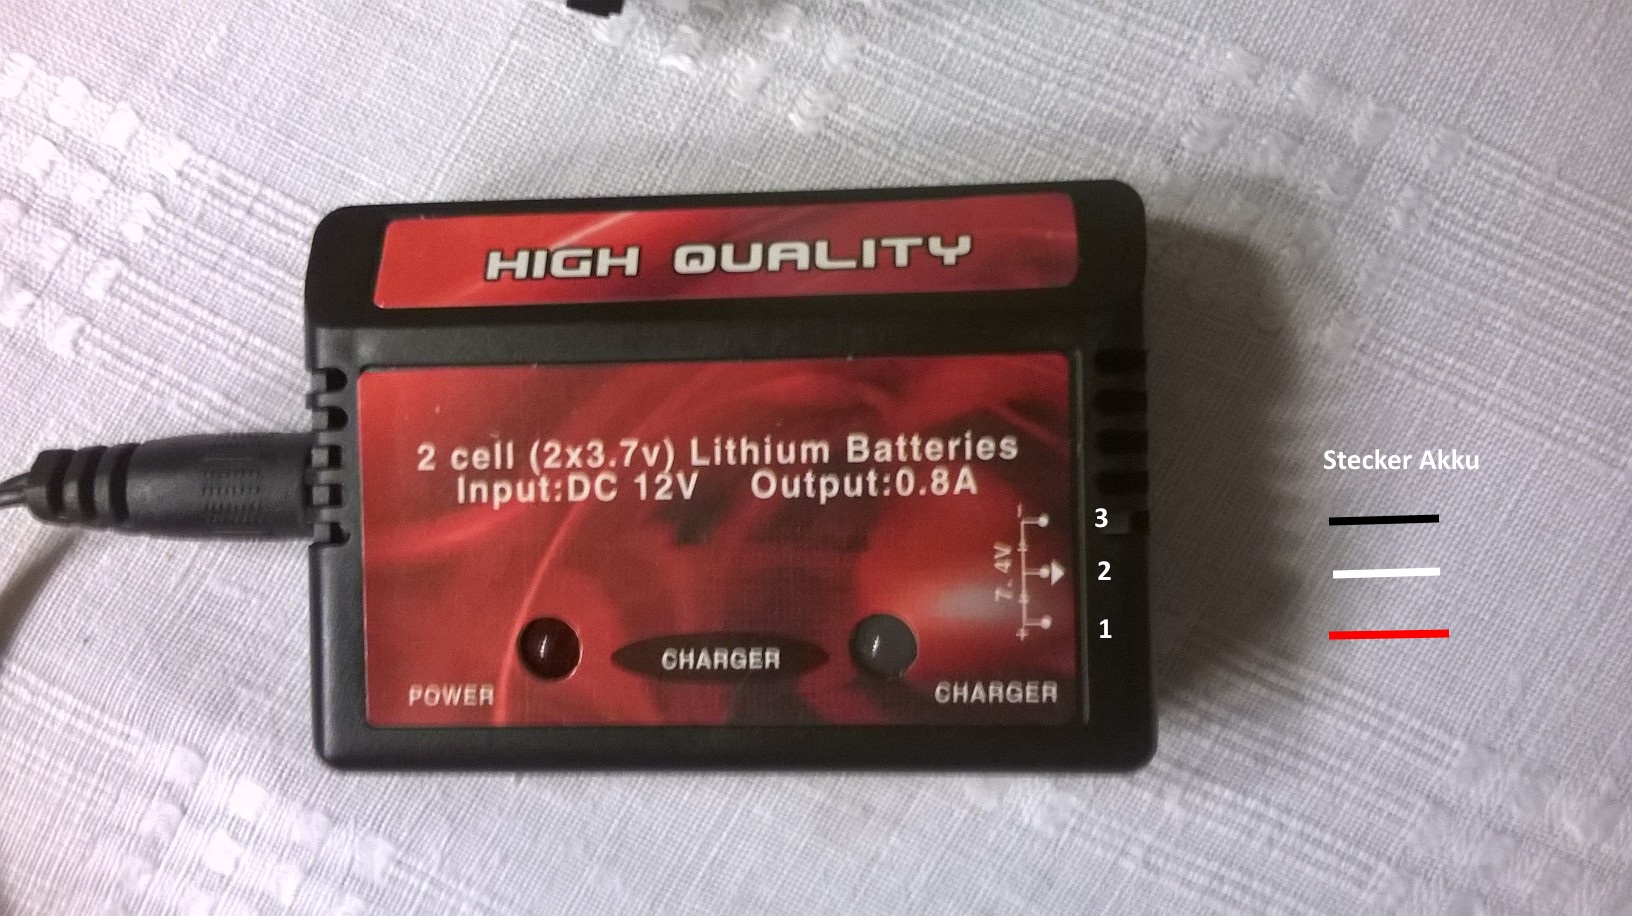 HIGH QUALITY
2 cell (2x3.7v) Lithium Batteries
Input:DC 12V Output:0.8A
Stecker Akku
-
3
7.4V
2
+
1
CHARGER
POWER
CHARGER